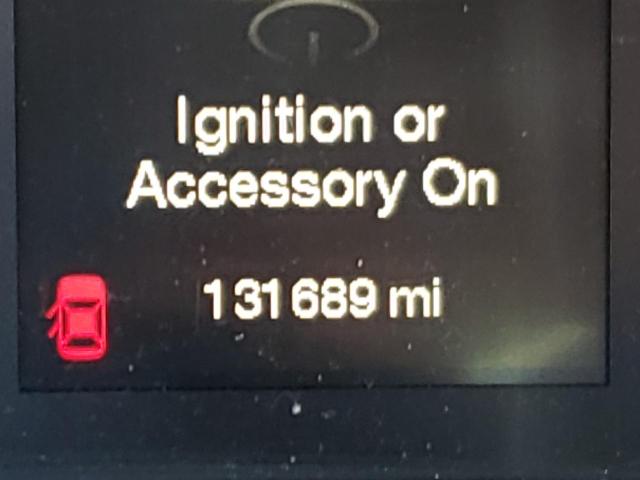 Ignition or
Accessory On
131689 mi